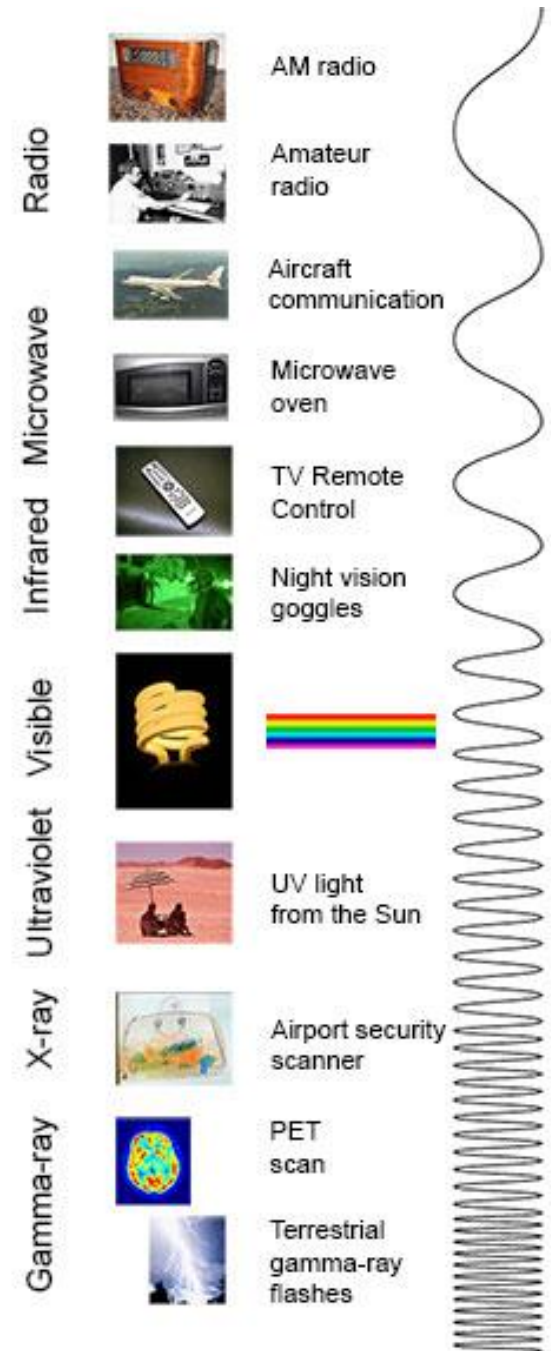 Radio
AM radio
Amateur
radio
Aircraft
communication
Microwave
Microwave
oven
Infrared
TV Remote
Control
Night vision
goggles
Visible
Ultraviolet
UV light
from the Sun
X-ray
Airport security
scanner
Gamma-ray
PET
scan
Terrestrial
gamma-ray
flashes